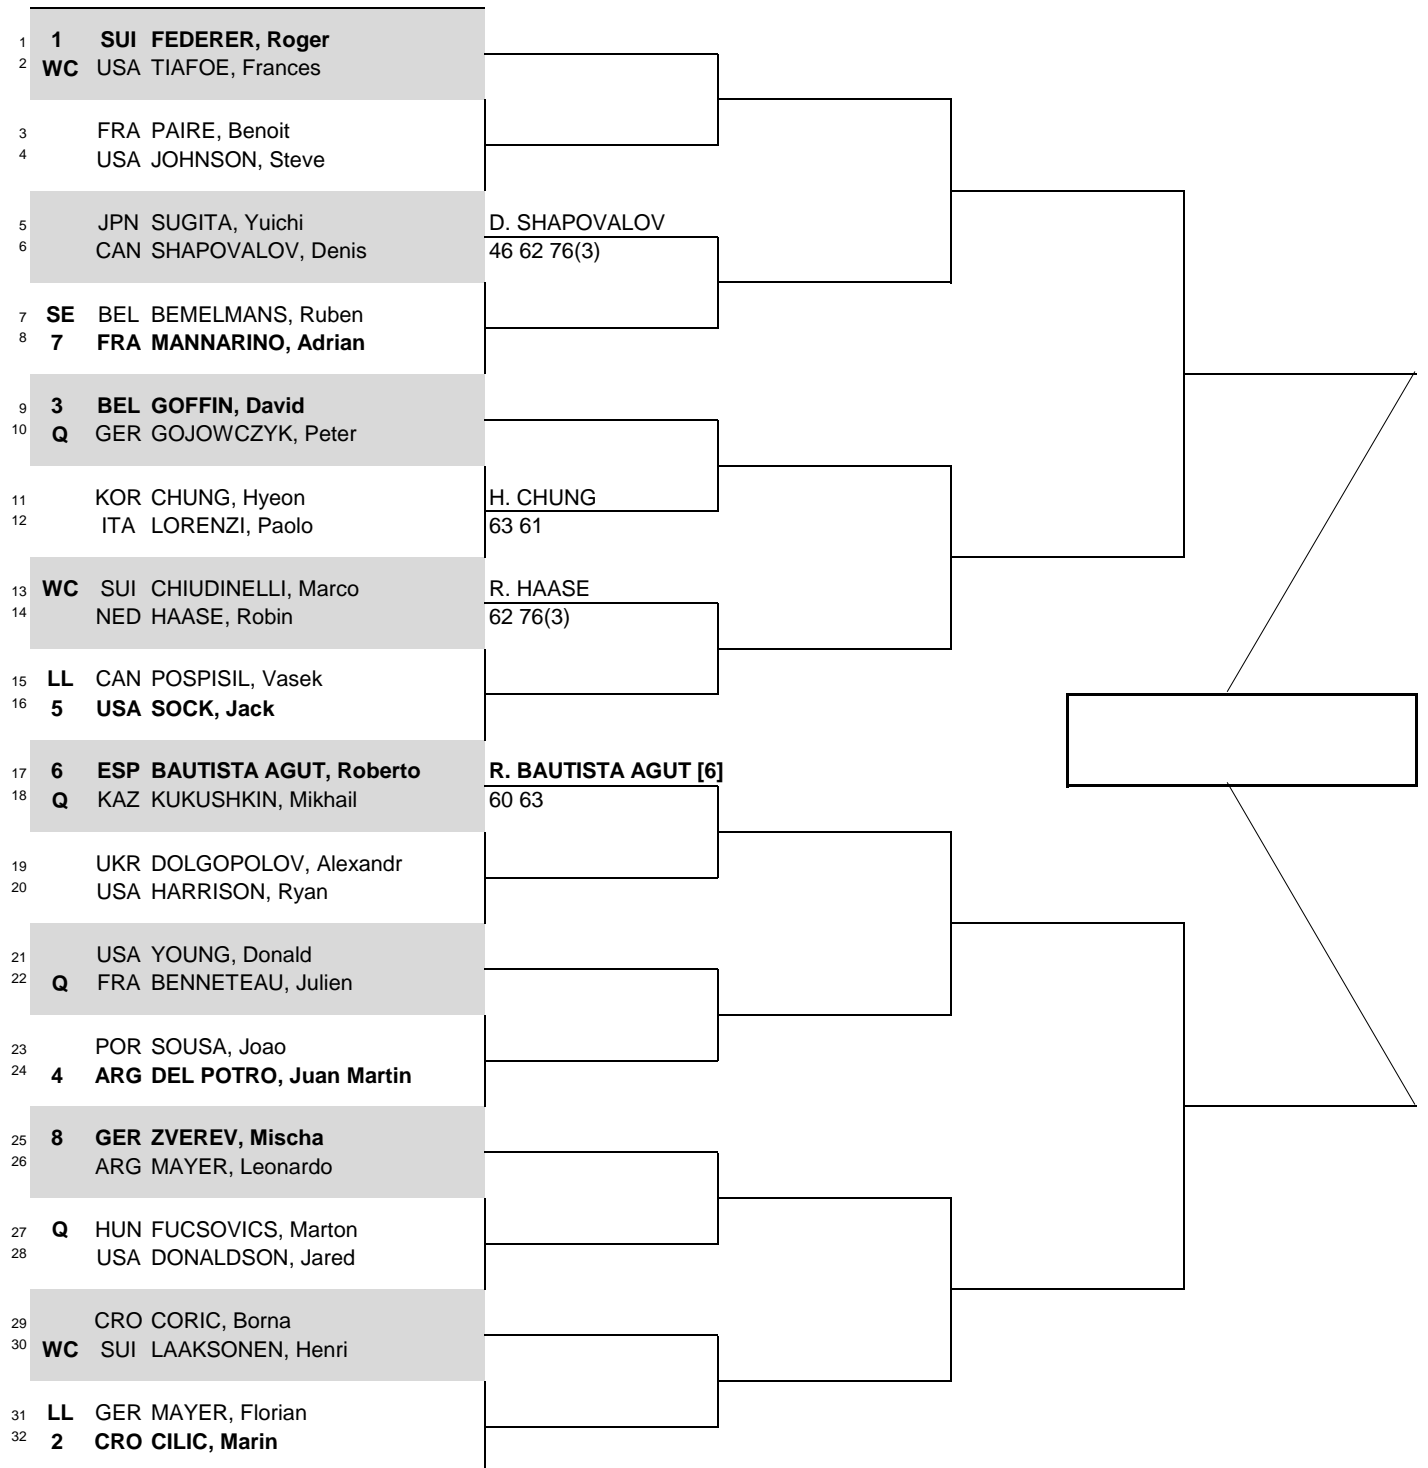 1 1 SUI FEDERER, Roger
2 WC USA TIAFOE, Frances
3 FRA PAIRE, Benoit
4 USA JOHNSON, Steve
5 JPN SUGITA, Yuichi D. SHAPOVALOV
6 CAN SHAPOVALOV, Denis 46 62 76(3)
7 SE BEL BEMELMANS, Ruben
8 7 FRA MANNARINO, Adrian
9 3 BEL GOFFIN, David
10 Q GER GOJOWCZYK, Peter
11 KOR CHUNG, Hyeon H. CHUNG
12 ITA LORENZI, Paolo 63 61
13 WC SUI CHIUDINELLI, Marco R. HAASE
14 NED HAASE, Robin 62 76(3)
15 LL CAN POSPISIL, Vasek
16 5 USA SOCK, Jack
17 6 ESP BAUTISTA AGUT, Roberto R. BAUTISTA AGUT [6]
18 Q KAZ KUKUSHKIN, Mikhail 60 63
19 UKR DOLGOPOLOV, Alexandr
20 USA HARRISON, Ryan
21 USA YOUNG, Donald
22 Q FRA BENNETEAU, Julien
23 POR SOUSA, Joao
24 4 ARG DEL POTRO, Juan Martin
25 8 GER ZVEREV, Mischa
26 ARG MAYER, Leonardo
27 Q HUN FUCSOVICS, Marton
28 USA DONALDSON, Jared
29 CRO CORIC, Borna
30 WC SUI LAAKSONEN, Henri
31 LL GER MAYER, Florian
32 2 CRO CILIC, Marin